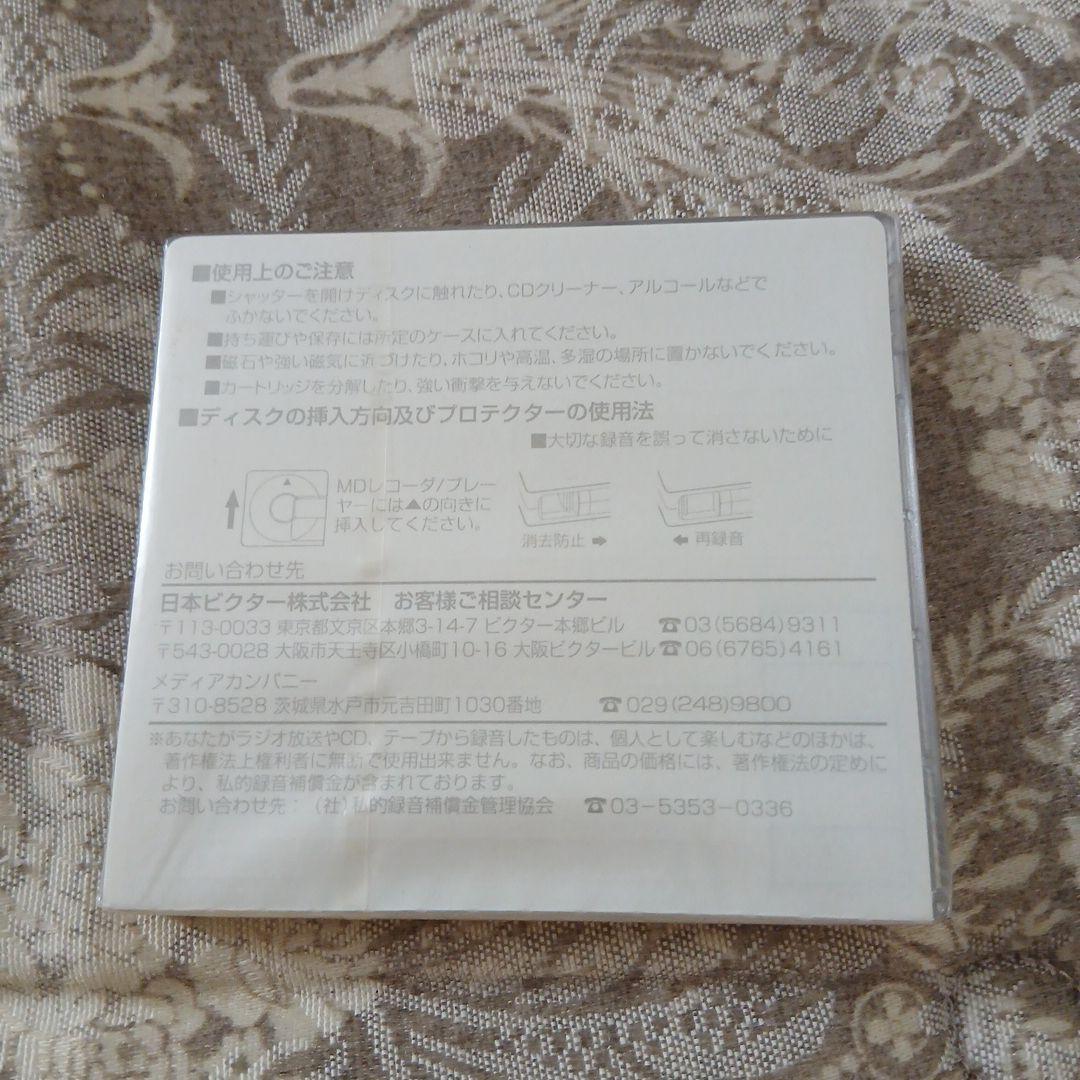 ■使用上のご注意
■シャッターを開けディスクに触れたり、CDクリーナー、アルコールなどで
ふかないでください。
■持ち運びや保存には所定のケースに入れてください。
■磁石や強い磁気に近づけたり、ホコリや高温、多湿の場所に置かないでください。
■カートリッジを分解したり、強い衝撃を与えないでください。
■ディスクの挿入方向及びプロテクターの使用法
■大切な録音を誤って消さないために
MDレコーダ/プレー
ヤーには▲の向きに
挿入してください。
消去防止 ➡
⬅ 再録音
お問い合わせ先
日本ビクター株式会社　お客様ご相談センター
〒113-0033 東京都文京区本郷3-14-7 ビクター本郷ビル ☎03(5684)9311
〒543-0028 大阪市天王寺区小橋町10-16 大阪ビクタービル ☎06(6765)4161
メディアカンパニー
〒310-8528 茨城県水戸市元吉田町1030番地 ☎029(248)9800
※あなたがラジオ放送やCD、テープから録音したものは、個人として楽しむなどのほかは、
著作権法上権利者に無断で使用出来ません。なお、商品の価格には、著作権法の定めに
より、私的録音補償金が含まれております。
お問い合わせ先：（社）私的録音補償金管理協会 ☎03-5353-0336